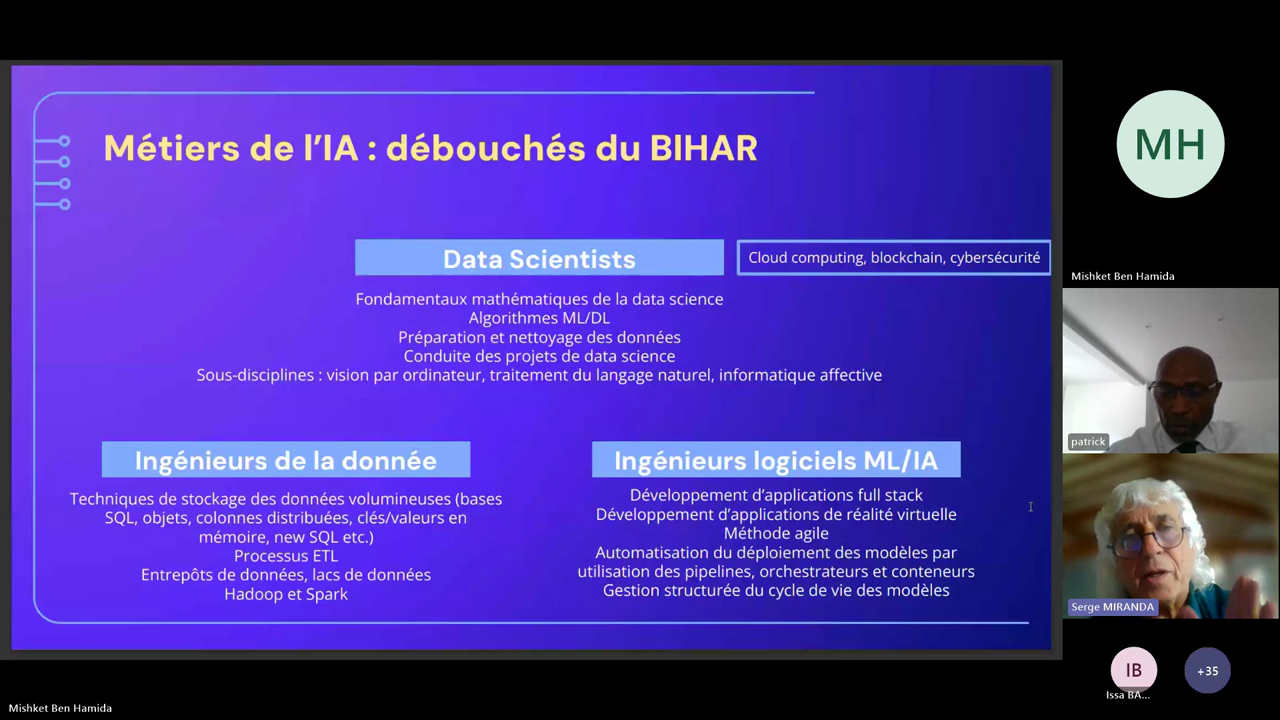 Métiers de l’IA : débouchés du BIHAR
Data Scientists
Cloud computing, blockchain, cybersécurité
Fondamentaux mathématiques de la data science
Algorithmes ML/DL
Préparation et nettoyage des données
Conduite des projets de data science
Sous-disciplines : vision par ordinateur, traitement du langage naturel, informatique affective
Ingénieurs de la donnée
Techniques de stockage des données volumineuses (bases
SQL, objets, colonnes distribuées, clés/valeurs en
mémoire, new SQL etc.)
Processus ETL
Entrepôts de données, lacs de données
Hadoop et Spark
Ingénieurs logiciels ML/IA
Développement d’applications full stack
Développement d’applications de réalité virtuelle
Méthode agile
Automatisation du déploiement des modèles par
utilisation des pipelines, orchestrateurs et conteneurs
Gestion structurée du cycle de vie des modèles
MH
Mishket Ben Hamida
patrick
Serge MIRANDA
IB
Issa BA...
+35
Mishket Ben Hamida